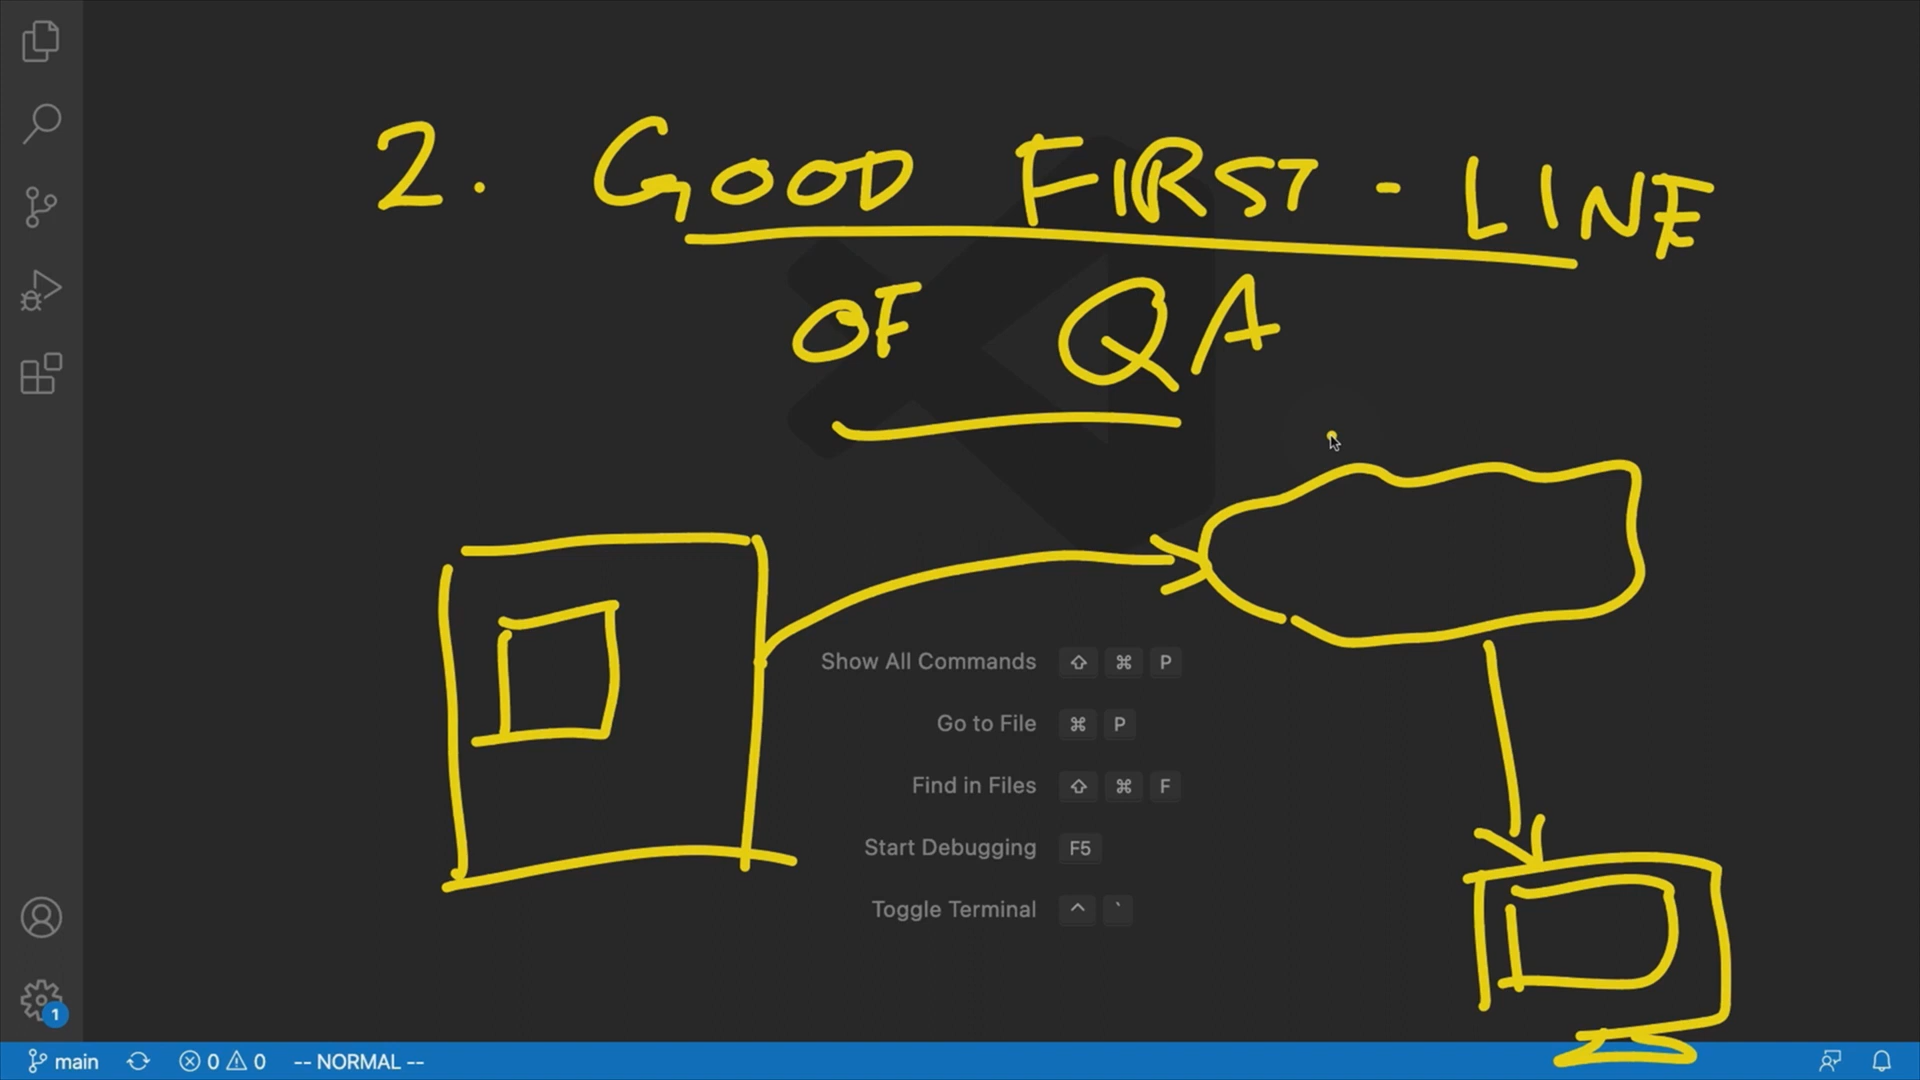 2. GOOD FIRST-LINE
OF QA
Show All Commands ⇧ ⌘ P
Go to File ⌘ P
Find in Files ⇧ ⌘ F
Start Debugging F5
Toggle Terminal ^ `
1
main 0 0 -- NORMAL --